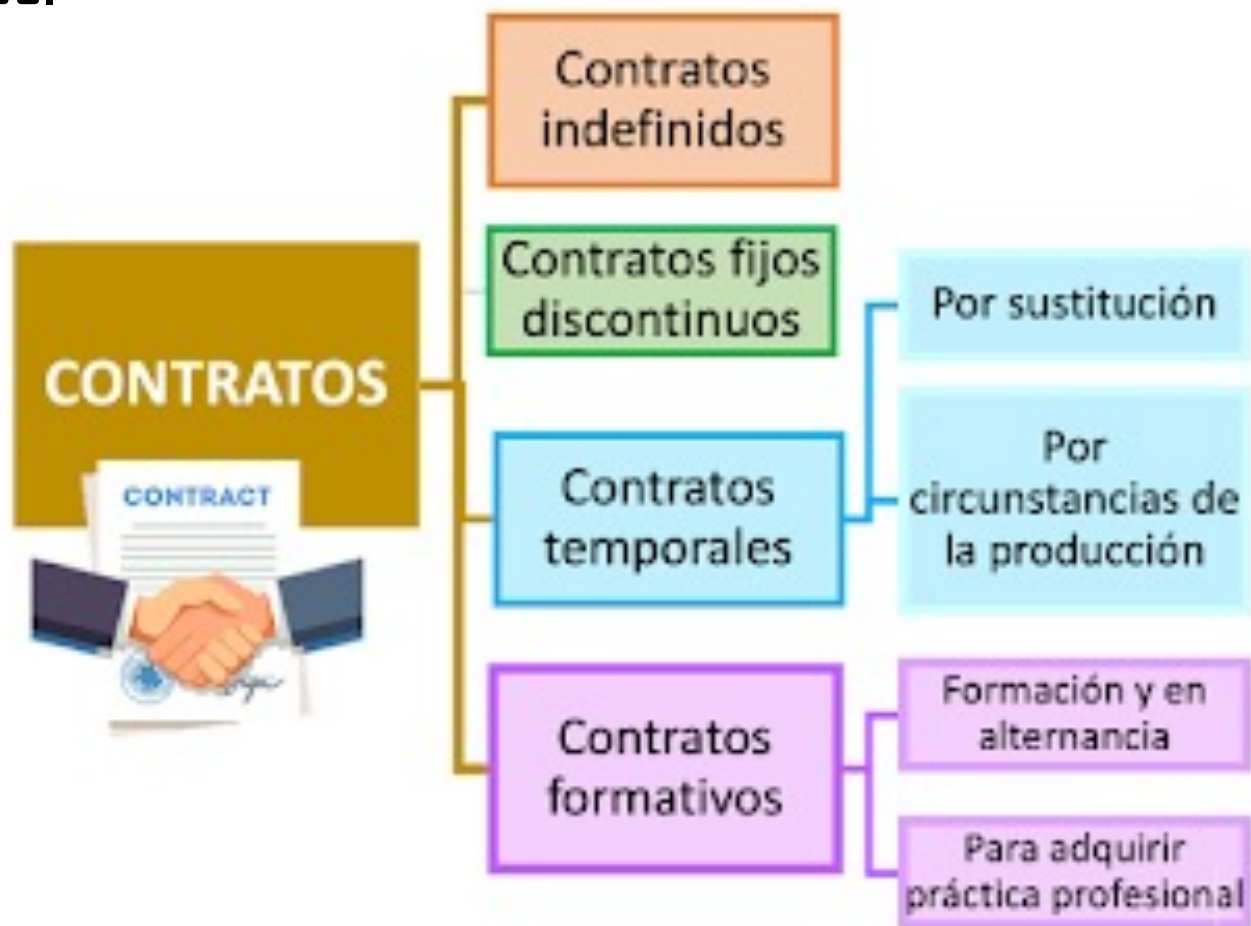 CONTRATOS
CONTRACT
Contratos
indefinidos
Contratos fijos
discontinuos
Contratos
temporales
Por sustitución
Por
circunstancias de
la producción
Contratos
formativos
Formación y en
alternancia
Para adquirir
práctica profesional